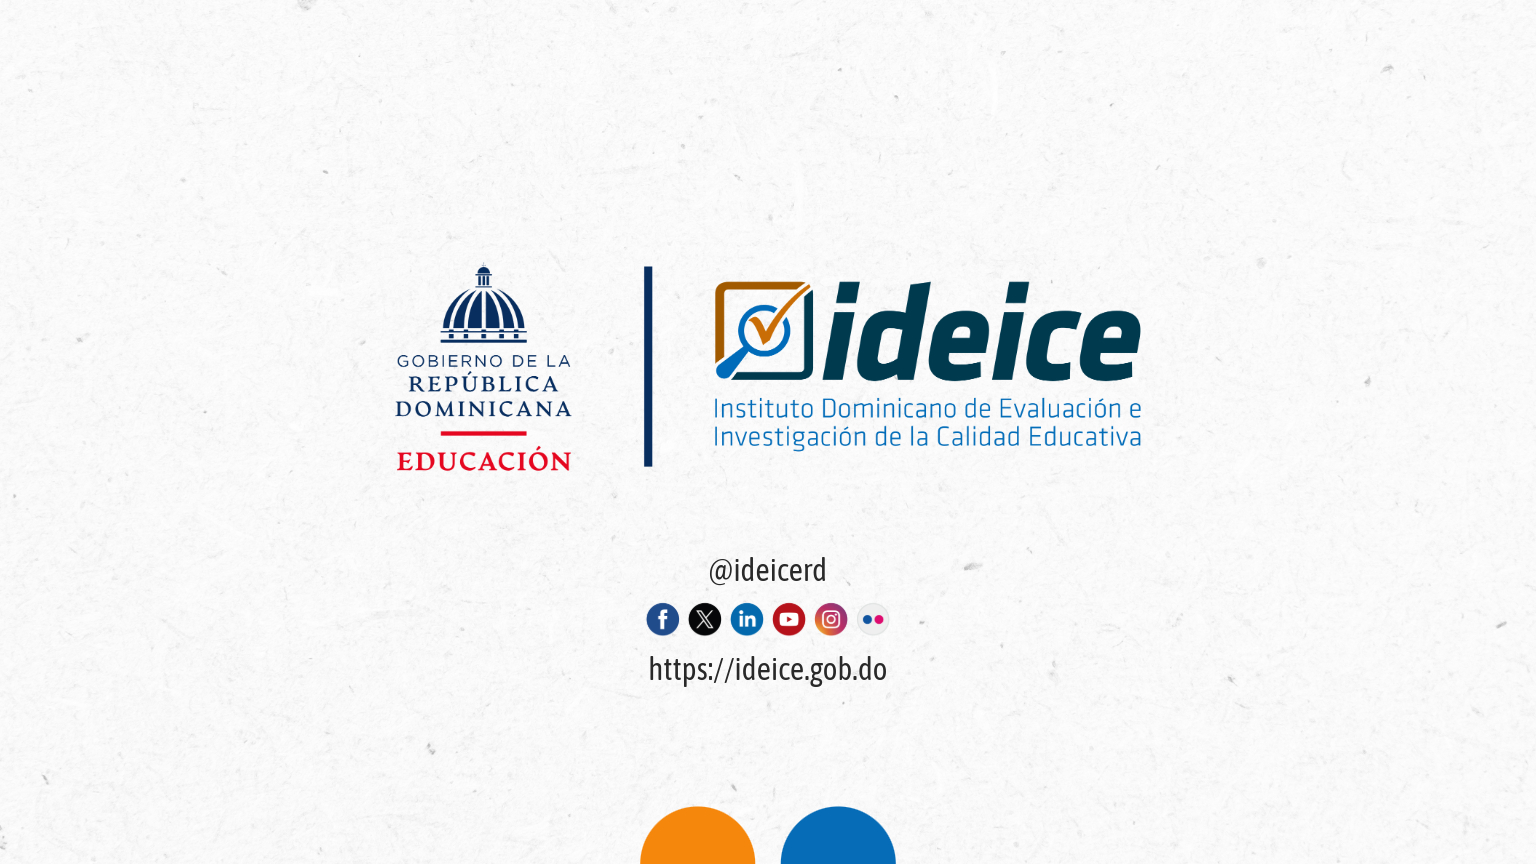 GOBIERNO DE LA
REPÚBLICA
DOMINICANA
EDUCACIÓN
ideice
Instituto Dominicano de Evaluación e
Investigación de la Calidad Educativa
@ideicerd
https://ideice.gob.do